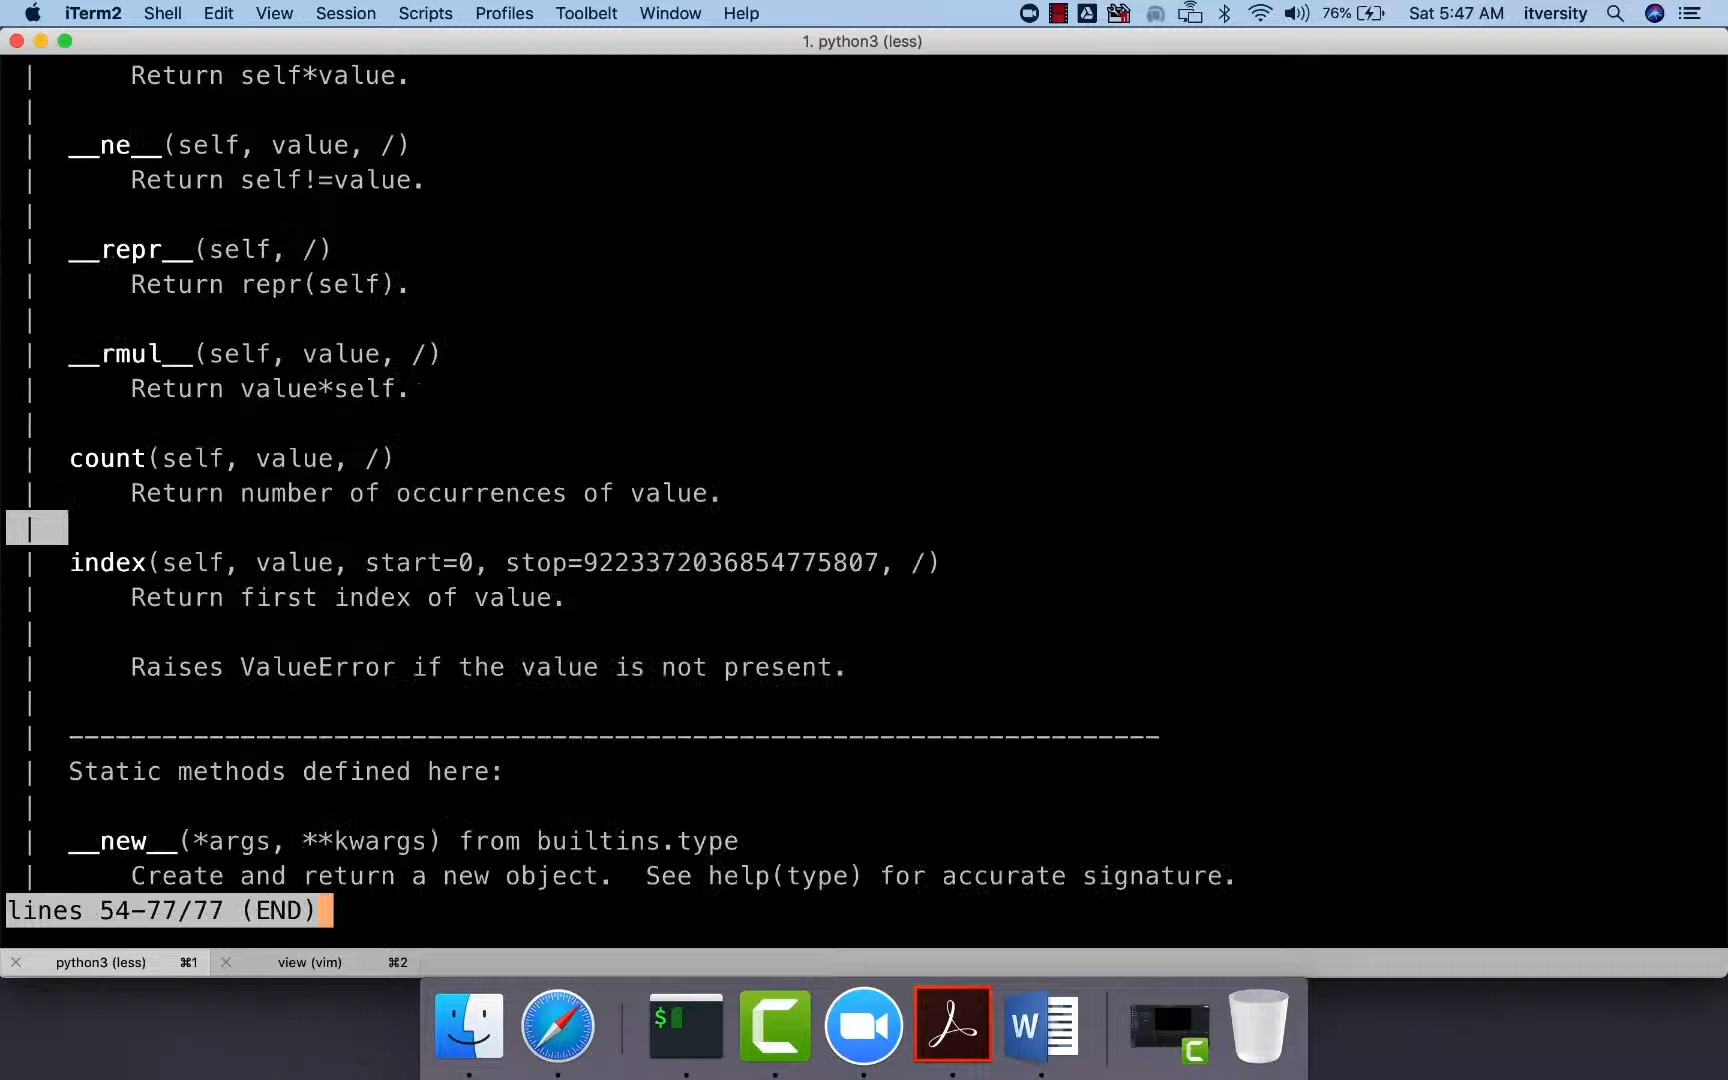 iTerm2 Shell Edit View Session Scripts Profiles Toolbelt Window Help 76% Sat 5:47 AM itversity
1. python3 (less)
| Return self*value.
|
| __ne__(self, value, /)
| Return self!=value.
|
| __repr__(self, /)
| Return repr(self).
|
| __rmul__(self, value, /)
| Return value*self.
|
| count(self, value, /)
| Return number of occurrences of value.
|
| index(self, value, start=0, stop=9223372036854775807, /)
| Return first index of value.
|
| Raises ValueError if the value is not present.
|
| ----------------------------------------------------------------------
| Static methods defined here:
|
| __new__(*args, **kwargs) from builtins.type
| Create and return a new object.  See help(type) for accurate signature.
lines 54-77/77 (END)
× python3 (less) ⌘1 × view (vim) ⌘2
$ C W C